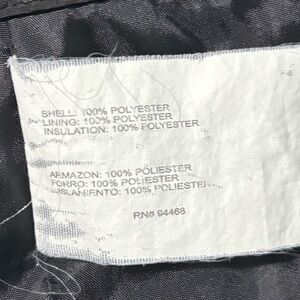 SHELL: 100% POLYESTER
LINING: 100% POLYESTER
INSULATION: 100% POLYESTER
ARMAZON: 100% POLIESTER
FORRO: 100% POLIESTER
AISLAMIENTO: 100% POLIESTER
RN# 94468